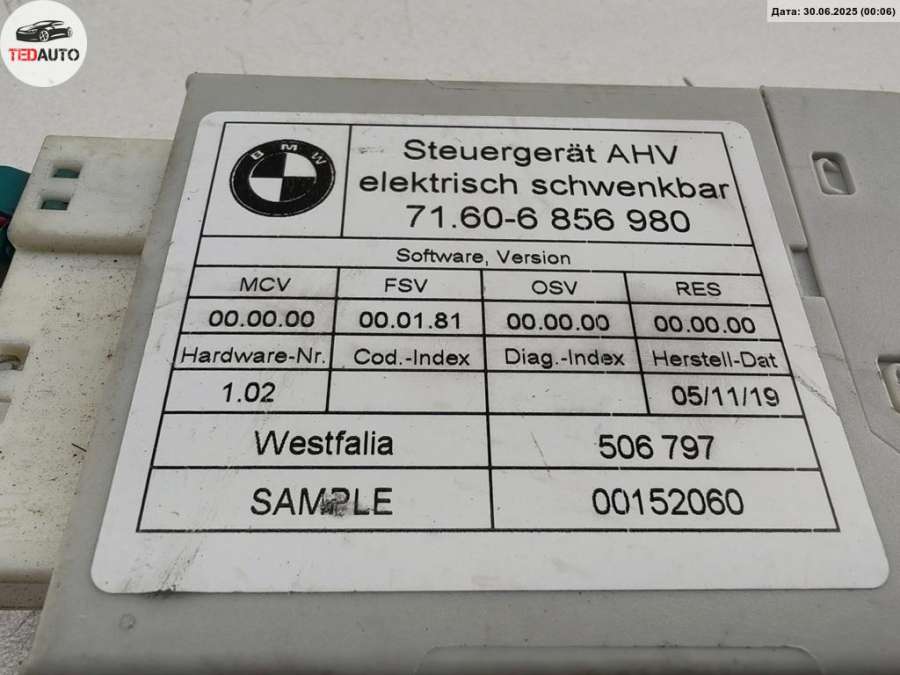 Дата: 30.06.2025 (00:06)
TEDAUTO
BMW
Steuergerät AHV
elektrisch schwenkbar
71.60-6 856 980
Software, Version
MCV FSV OSV RES
00.00.00 00.01.81 00.00.00 00.00.00
Hardware-Nr. Cod.-Index Diag.-Index Herstell-Dat
1.02 05/11/19
Westfalia 506 797
SAMPLE 00152060